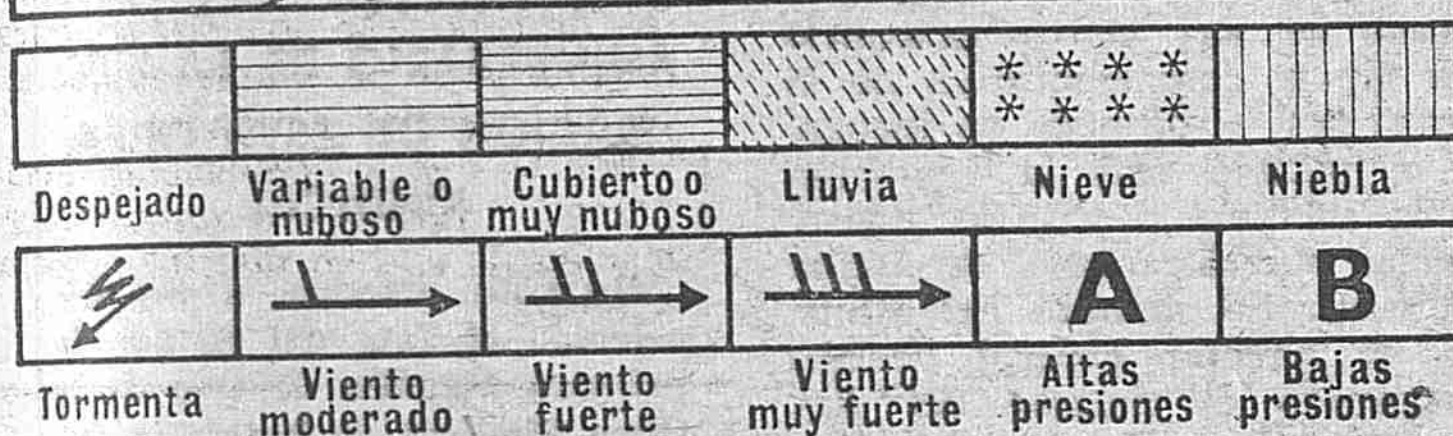 Despejado
Variable o
nuboso
Cubierto o
muy nuboso
Lluvia
Nieve
Niebla
A
B
Tormenta
Viento
moderado
Viento
fuerte
Viento
muy fuerte
Altas
presiones
Bajas
presiones